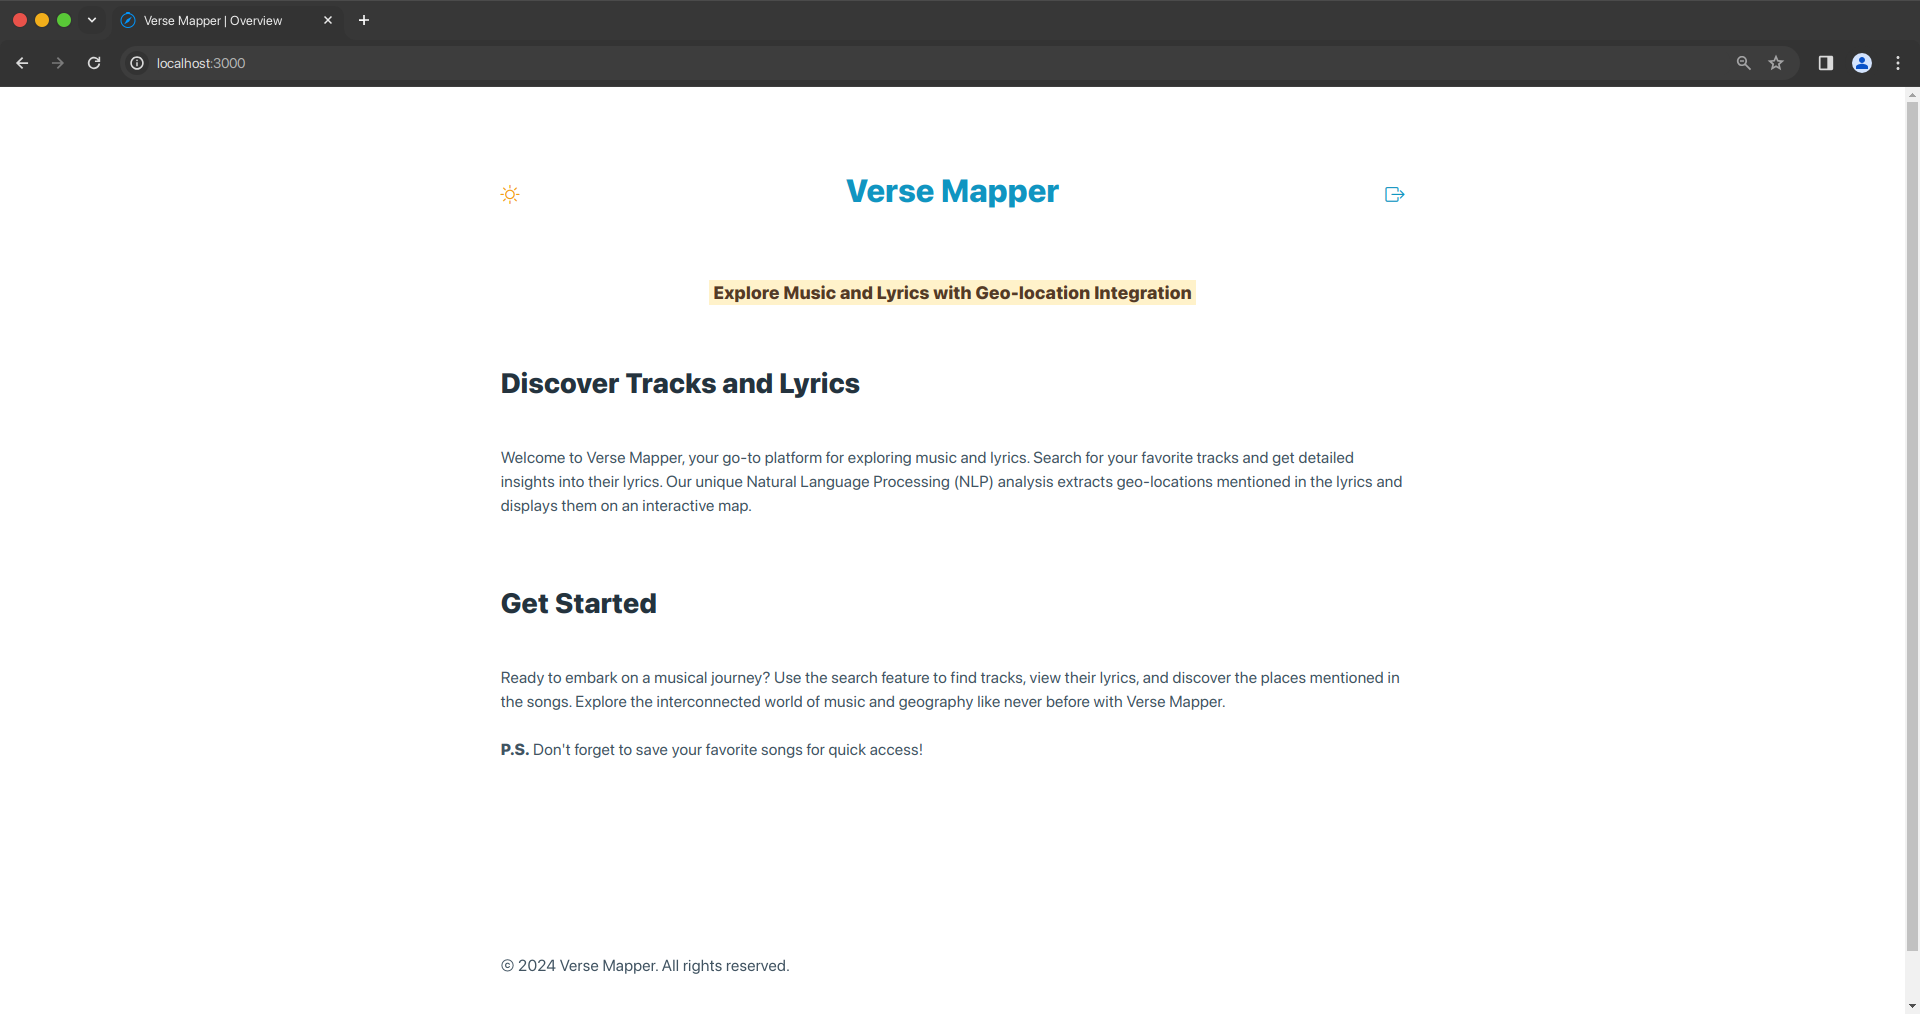 Verse Mapper | Overview
localhost:3000
Verse Mapper
Explore Music and Lyrics with Geo-location Integration
Discover Tracks and Lyrics
Welcome to Verse Mapper, your go-to platform for exploring music and lyrics. Search for your favorite tracks and get detailed
insights into their lyrics. Our unique Natural Language Processing (NLP) analysis extracts geo-locations mentioned in the lyrics and
displays them on an interactive map.
Get Started
Ready to embark on a musical journey? Use the search feature to find tracks, view their lyrics, and discover the places mentioned in
the songs. Explore the interconnected world of music and geography like never before with Verse Mapper.
P.S. Don't forget to save your favorite songs for quick access!
© 2024 Verse Mapper. All rights reserved.